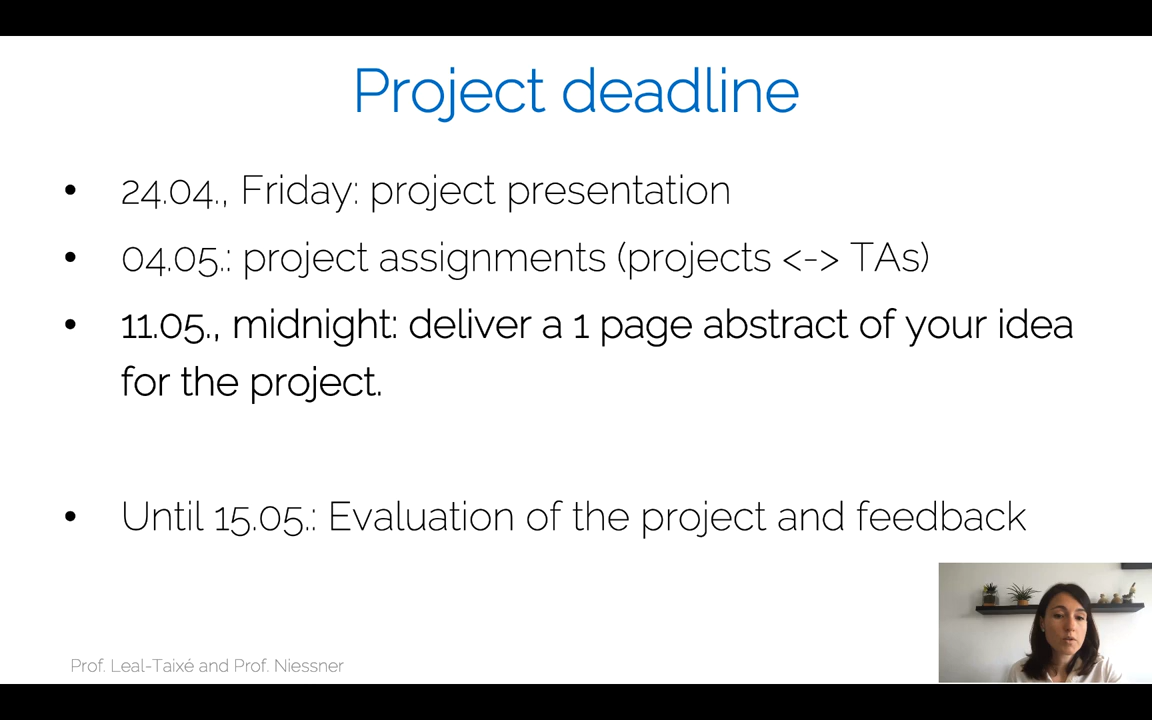 Project deadline
• 24.04., Friday: project presentation
• 04.05.: project assignments (projects <-> TAs)
• 11.05., midnight: deliver a 1 page abstract of your idea
for the project.
• Until 15.05.: Evaluation of the project and feedback
Prof. Leal-Taixé and Prof. Niessner